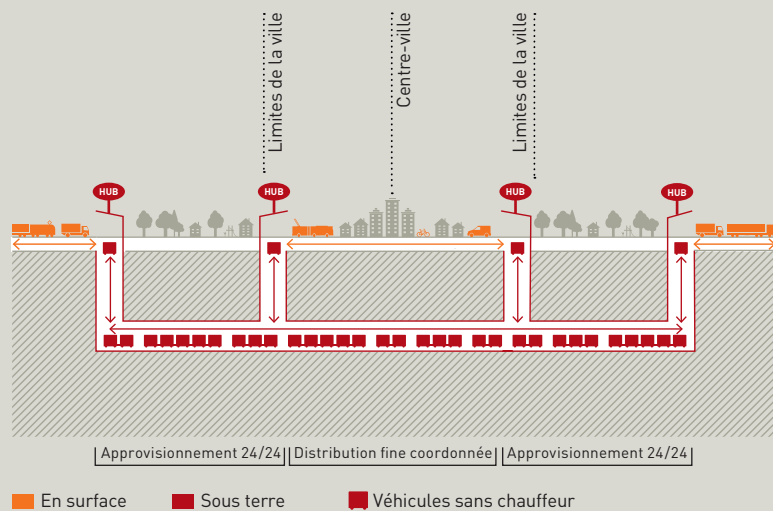 Limites de la ville
Centre-ville
Limites de la ville
HUB
HUB
HUB
HUB
Approvisionnement 24/24
Distribution fine coordonnée
Approvisionnement 24/24
En surface
Sous terre
Véhicules sans chauffeur